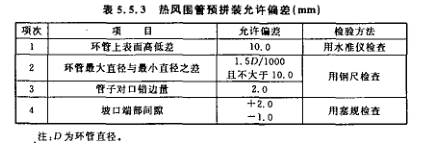 表 5.5.3 热风围管预拼装允许偏差(mm)
项次 项目 允许偏差 检验方法
1 环管上表面高低差 10.0 用水准仪检查
2 环管最大直径与最小直径之差 1.5D/1000
且不大于10.0 用钢尺检查
3 管子对口错边量 2.0
4 坡口端部间隙 +2.0
-1.0 用塞规检查
注:D为环管直径。